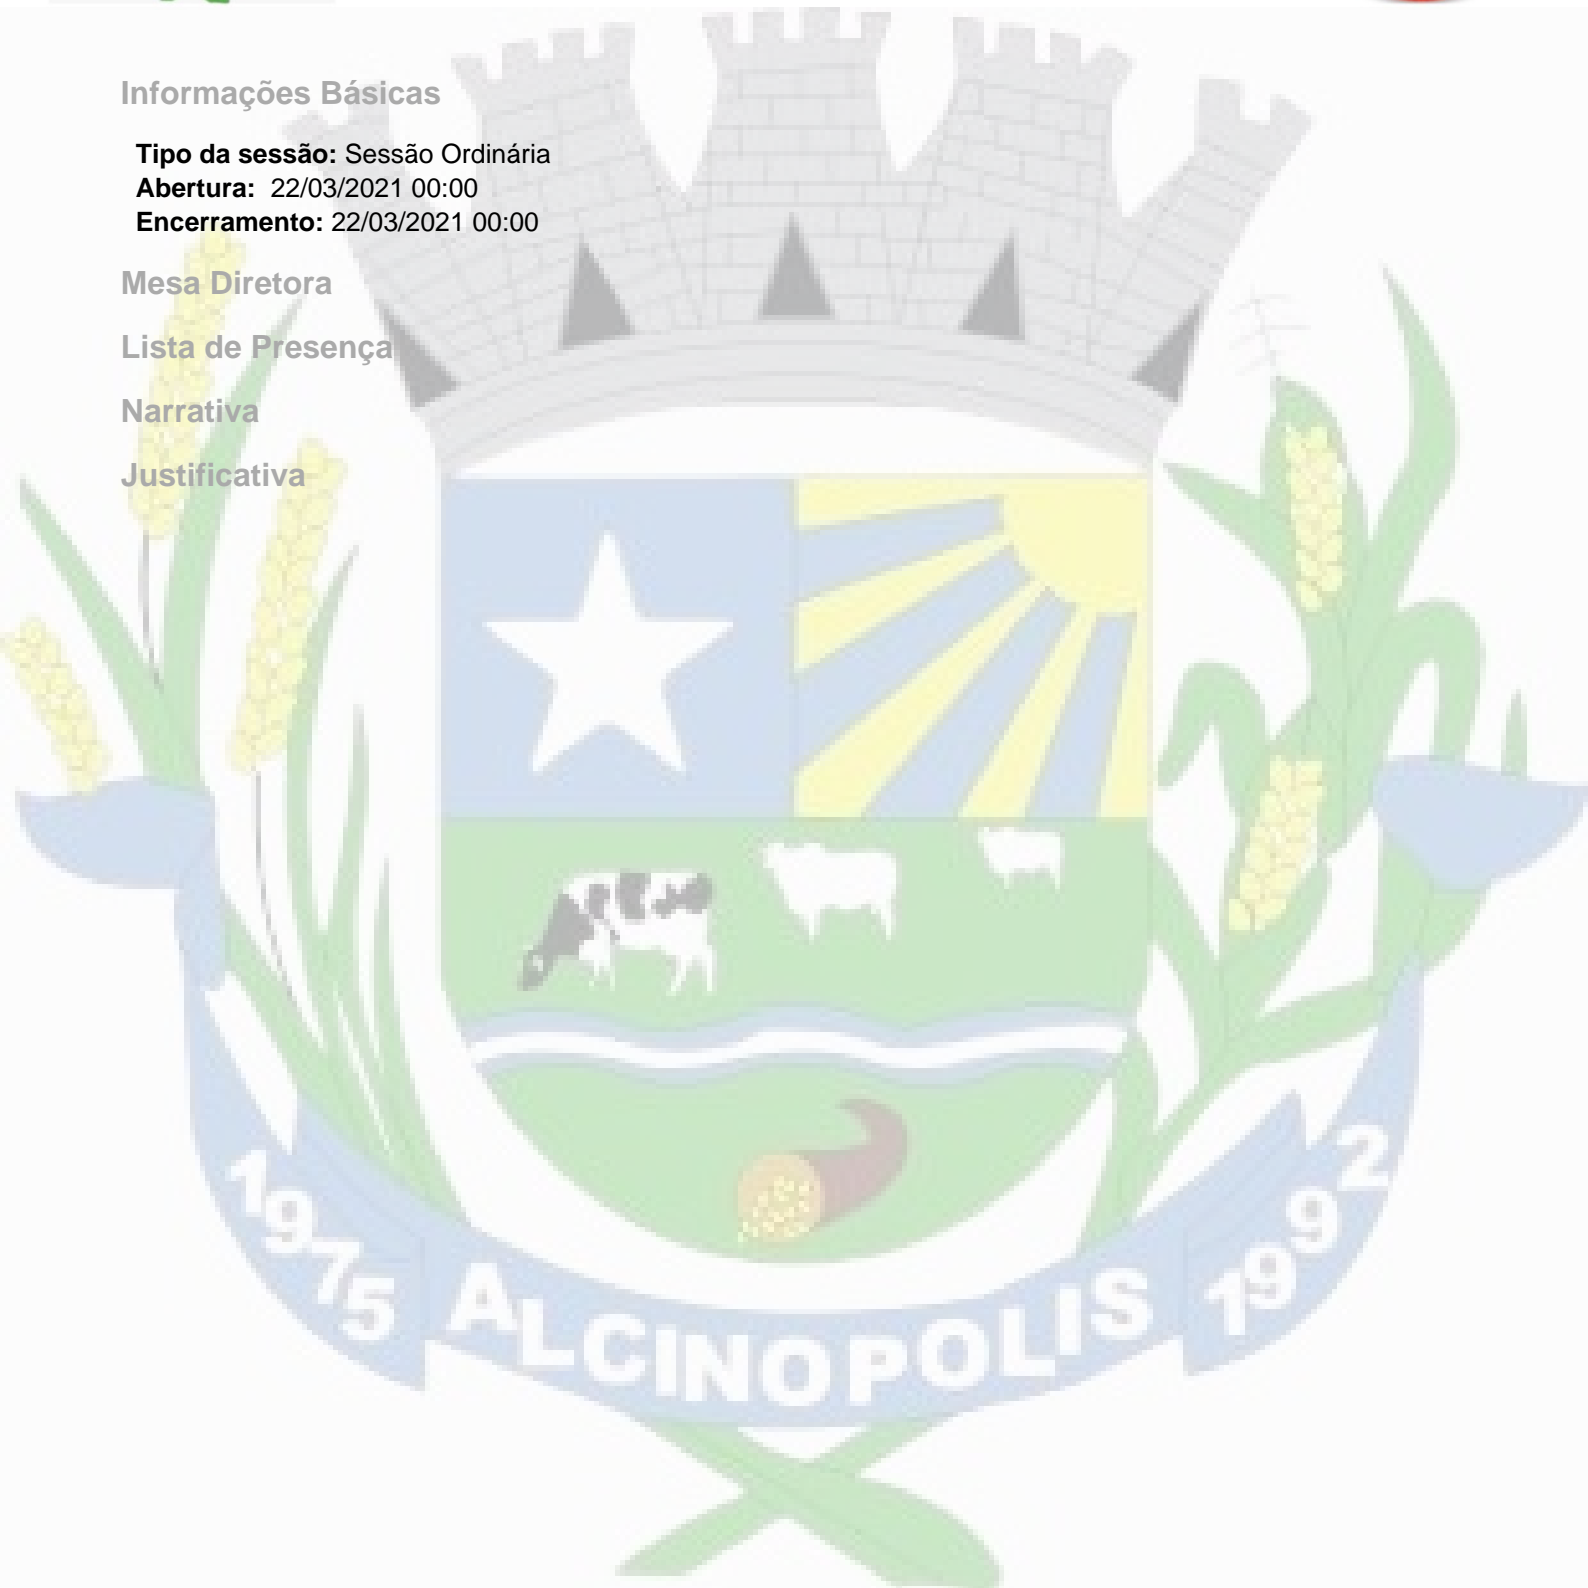 Informações Básicas
Tipo da sessão: Sessão Ordinária
Abertura: 22/03/2021 00:00
Encerramento: 22/03/2021 00:00
Mesa Diretora
Lista de Presença
Narrativa
Justificativa
1975 ALCINOPOLIS 1992